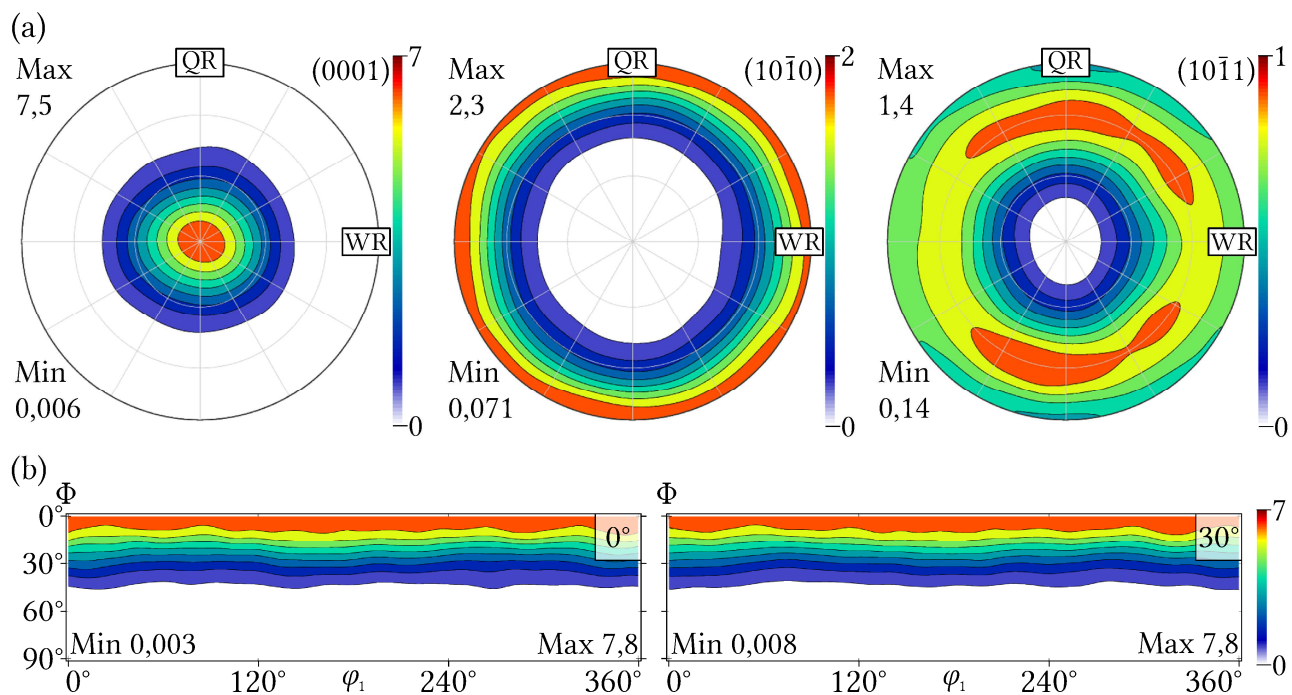 (a)
Max
7,5
QR
(0001)
7
WR
Min
0,006
0
Max
2,3
QR
(101̄0)
2
WR
Min
0,071
0
Max
1,4
QR
(101̄1)
1
WR
Min
0,14
0
(b)
Φ
0°
30°
60°
90°
0°
Min 0,003
Max 7,8
0°
120°
φ₁
240°
360°
Φ
30°
Min 0,008
Max 7,8
0°
120°
φ₁
240°
360°
7
0